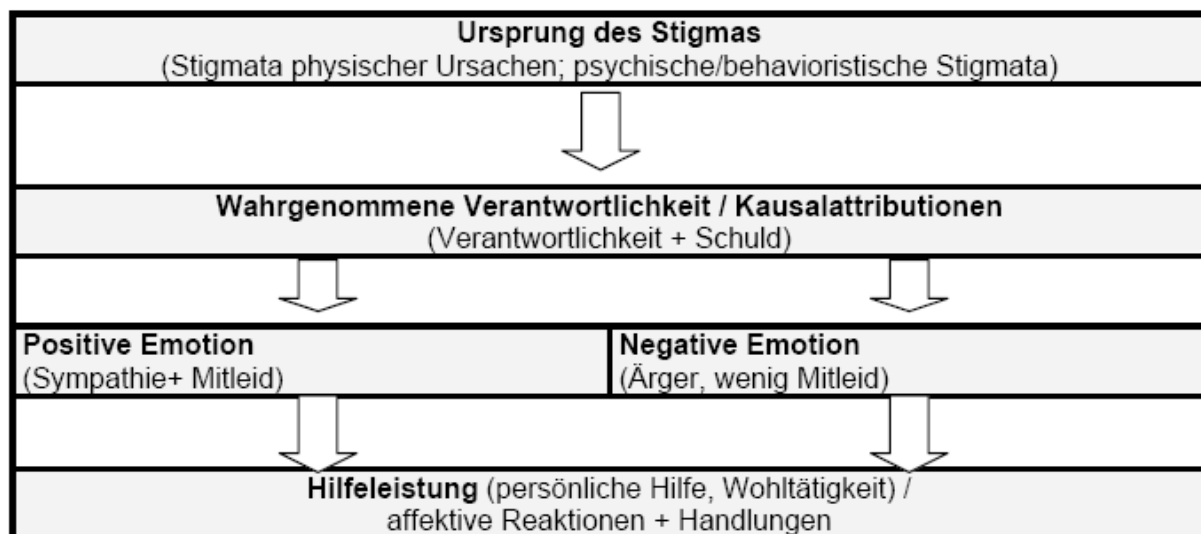 Ursprung des Stigmas
(Stigmata physischer Ursachen; psychische/behavioristische Stigmata)
Wahrgenommene Verantwortlichkeit / Kausalattributionen
(Verantwortlichkeit + Schuld)
Positive Emotion
(Sympathie+ Mitleid)
Negative Emotion
(Ärger, wenig Mitleid)
Hilfeleistung (persönliche Hilfe, Wohltätigkeit) /
affektive Reaktionen + Handlungen